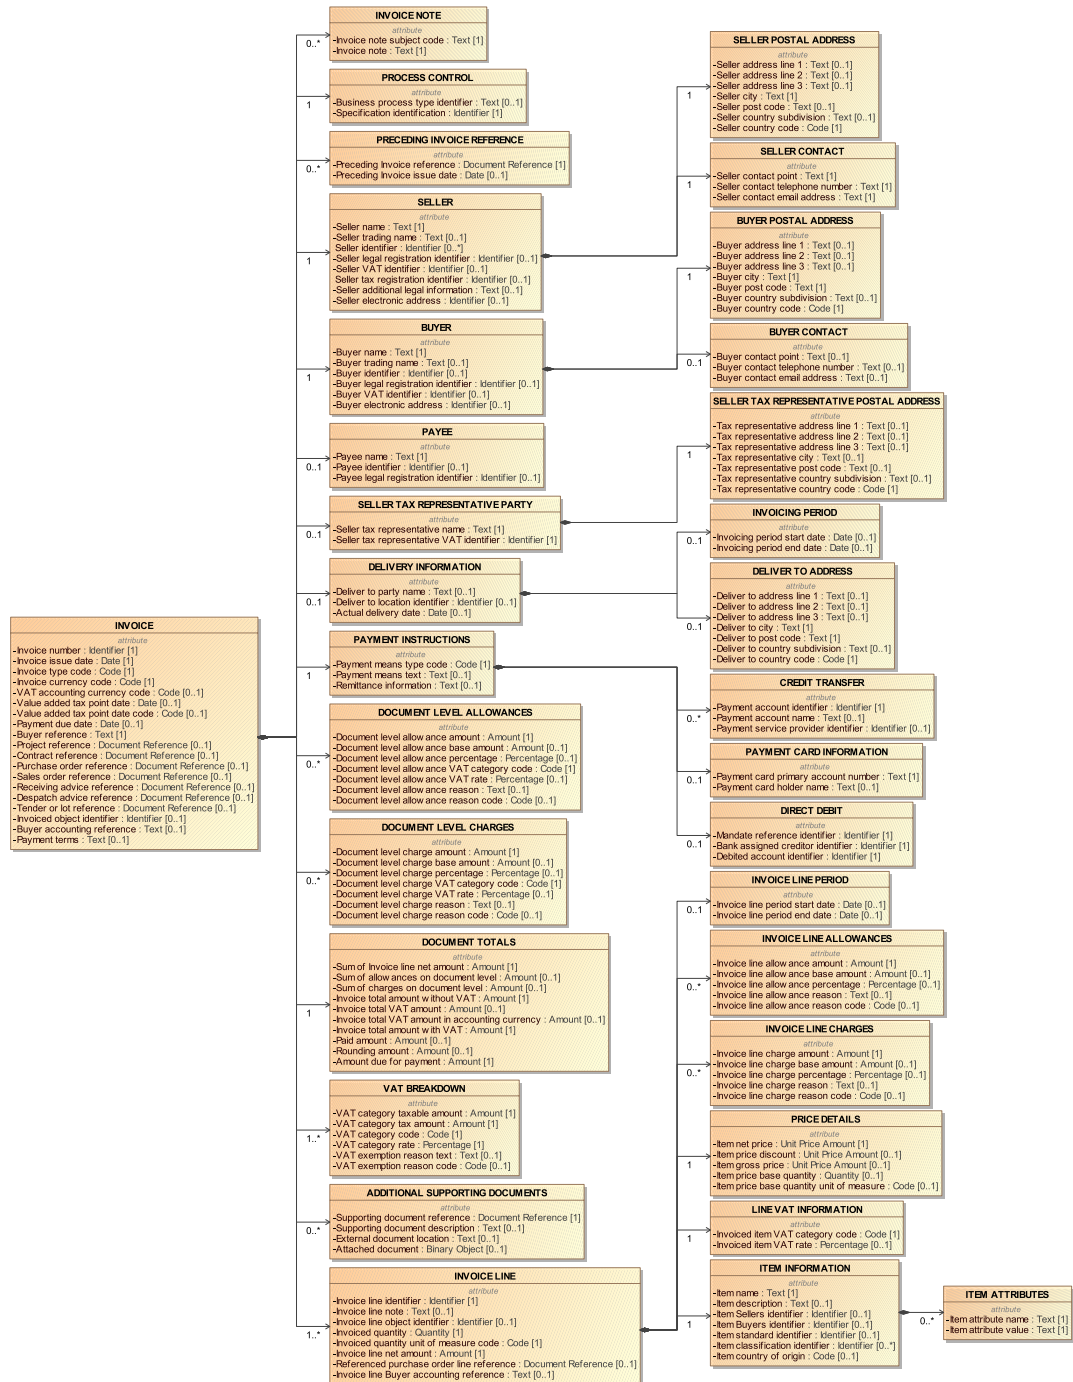 INVOICE
attribute
-Invoice number : Identifier [1]
-Invoice issue date : Date [1]
-Invoice type code : Code [1]
-Invoice currency code : Code [1]
-VAT accounting currency code : Code [0..1]
-Value added tax point date : Date [0..1]
-Value added tax point date code : Code [0..1]
-Payment due date : Date [0..1]
-Buyer reference : Text [1]
-Project reference : Document Reference [0..1]
-Contract reference : Document Reference [0..1]
-Purchase order reference : Document Reference [0..1]
-Sales order reference : Document Reference [0..1]
-Receiving advice reference : Document Reference [0..1]
-Despatch advice reference : Document Reference [0..1]
-Tender or lot reference : Document Reference [0..1]
-Invoiced object identifier : Identifier [0..1]
-Buyer accounting reference : Text [0..1]
-Payment terms : Text [0..1]
0..*
INVOICE NOTE
attribute
-Invoice note subject code : Text [1]
-Invoice note : Text [1]
1
PROCESS CONTROL
attribute
-Business process type identifier : Text [0..1]
-Specification identification : Identifier [1]
0..*
PRECEDING INVOICE REFERENCE
attribute
-Preceding Invoice reference : Document Reference [1]
-Preceding Invoice issue date : Date [0..1]
1
SELLER
attribute
-Seller name : Text [1]
-Seller trading name : Text [0..1]
Seller identifier : Identifier [0..*]
-Seller legal registration identifier : Identifier [0..1]
-Seller VAT identifier : Identifier [0..1]
Seller tax registration identifier : Identifier [0..1]
-Seller additional legal information : Text [0..1]
-Seller electronic address : Identifier [0..1]
1
BUYER
attribute
-Buyer name : Text [1]
-Buyer trading name : Text [0..1]
-Buyer identifier : Identifier [0..1]
-Buyer legal registration identifier : Identifier [0..1]
-Buyer VAT identifier : Identifier [0..1]
-Buyer electronic address : Identifier [0..1]
0..1
PAYEE
attribute
-Payee name : Text [1]
-Payee identifier : Identifier [0..1]
-Payee legal registration identifier : Identifier [0..1]
0..1
SELLER TAX REPRESENTATIVE PARTY
attribute
-Seller tax representative name : Text [1]
-Seller tax representative VAT identifier : Identifier [1]
0..1
DELIVERY INFORMATION
attribute
-Deliver to party name : Text [0..1]
-Deliver to location identifier : Identifier [0..1]
-Actual delivery date : Date [0..1]
1
PAYMENT INSTRUCTIONS
attribute
-Payment means type code : Code [1]
-Payment means text : Text [0..1]
-Remittance information : Text [0..1]
0..*
DOCUMENT LEVEL ALLOWANCES
attribute
-Document level allowance amount : Amount [1]
-Document level allowance base amount : Amount [0..1]
-Document level allowance percentage : Percentage [0..1]
-Document level allowance VAT category code : Code [1]
-Document level allowance VAT rate : Percentage [0..1]
-Document level allowance reason : Text [0..1]
-Document level allowance reason code : Code [0..1]
0..*
DOCUMENT LEVEL CHARGES
attribute
-Document level charge amount : Amount [1]
-Document level charge base amount : Amount [0..1]
-Document level charge percentage : Percentage [0..1]
-Document level charge VAT category code : Code [1]
-Document level charge VAT rate : Percentage [0..1]
-Document level charge reason : Text [0..1]
-Document level charge reason code : Code [0..1]
1
DOCUMENT TOTALS
attribute
-Sum of Invoice line net amount : Amount [1]
-Sum of allowances on document level : Amount [0..1]
-Sum of charges on document level : Amount [0..1]
-Invoice total amount without VAT : Amount [1]
-Invoice total VAT amount : Amount [0..1]
-Invoice total VAT amount in accounting currency : Amount [0..1]
-Invoice total amount with VAT : Amount [1]
-Paid amount : Amount [0..1]
-Rounding amount : Amount [0..1]
-Amount due for payment : Amount [1]
1..*
VAT BREAKDOWN
attribute
-VAT category taxable amount : Amount [1]
-VAT category tax amount : Amount [1]
-VAT category code : Code [1]
-VAT category rate : Percentage [1]
-VAT exemption reason text : Text [0..1]
-VAT exemption reason code : Code [0..1]
0..*
ADDITIONAL SUPPORTING DOCUMENTS
attribute
-Supporting document reference : Document Reference [1]
-Supporting document description : Text [0..1]
-External document location : Text [0..1]
-Attached document : Binary Object [0..1]
1..*
INVOICE LINE
attribute
-Invoice line identifier : Identifier [1]
-Invoice line note : Text [0..1]
-Invoice line object identifier : Identifier [0..1]
-Invoiced quantity : Quantity [1]
-Invoiced quantity unit of measure code : Code [1]
-Invoice line net amount : Amount [1]
-Referenced purchase order line reference : Document Reference [0..1]
-Invoice line Buyer accounting reference : Text [0..1]
1
SELLER POSTAL ADDRESS
attribute
-Seller address line 1 : Text [0..1]
-Seller address line 2 : Text [0..1]
-Seller address line 3 : Text [0..1]
-Seller city : Text [1]
-Seller post code : Text [0..1]
-Seller country subdivision : Text [0..1]
-Seller country code : Code [1]
1
SELLER CONTACT
attribute
-Seller contact point : Text [1]
-Seller contact telephone number : Text [1]
-Seller contact email address : Text [1]
1
BUYER POSTAL ADDRESS
attribute
-Buyer address line 1 : Text [0..1]
-Buyer address line 2 : Text [0..1]
-Buyer address line 3 : Text [0..1]
-Buyer city : Text [1]
-Buyer post code : Text [1]
-Buyer country subdivision : Text [0..1]
-Buyer country code : Code [1]
0..1
BUYER CONTACT
attribute
-Buyer contact point : Text [0..1]
-Buyer contact telephone number : Text [0..1]
-Buyer contact email address : Text [0..1]
1
SELLER TAX REPRESENTATIVE POSTAL ADDRESS
attribute
-Tax representative address line 1 : Text [0..1]
-Tax representative address line 2 : Text [0..1]
-Tax representative address line 3 : Text [0..1]
-Tax representative city : Text [0..1]
-Tax representative post code : Text [0..1]
-Tax representative country subdivision : Text [0..1]
-Tax representative country code : Code [1]
0..1
INVOICING PERIOD
attribute
-Invoicing period start date : Date [0..1]
-Invoicing period end date : Date [0..1]
0..1
DELIVER TO ADDRESS
attribute
-Deliver to address line 1 : Text [0..1]
-Deliver to address line 2 : Text [0..1]
-Deliver to address line 3 : Text [0..1]
-Deliver to city : Text [1]
-Deliver to post code : Text [1]
-Deliver to country subdivision : Text [0..1]
-Deliver to country code : Code [1]
0..*
CREDIT TRANSFER
attribute
-Payment account identifier : Identifier [1]
-Payment account name : Text [0..1]
-Payment service provider identifier : Identifier [0..1]
0..1
PAYMENT CARD INFORMATION
attribute
-Payment card primary account number : Text [1]
-Payment card holder name : Text [0..1]
0..1
DIRECT DEBIT
attribute
-Mandate reference identifier : Identifier [1]
-Bank assigned creditor identifier : Identifier [1]
-Debited account identifier : Identifier [1]
0..1
INVOICE LINE PERIOD
attribute
-Invoice line period start date : Date [0..1]
-Invoice line period end date : Date [0..1]
0..*
INVOICE LINE ALLOWANCES
attribute
-Invoice line allowance amount : Amount [1]
-Invoice line allowance base amount : Amount [0..1]
-Invoice line allowance percentage : Percentage [0..1]
-Invoice line allowance reason : Text [0..1]
-Invoice line allowance reason code : Code [0..1]
0..*
INVOICE LINE CHARGES
attribute
-Invoice line charge amount : Amount [1]
-Invoice line charge base amount : Amount [0..1]
-Invoice line charge percentage : Percentage [0..1]
-Invoice line charge reason : Text [0..1]
-Invoice line charge reason code : Code [0..1]
1
PRICE DETAILS
attribute
-Item net price : Unit Price Amount [1]
-Item price discount : Unit Price Amount [0..1]
-Item gross price : Unit Price Amount [0..1]
-Item price base quantity : Quantity [0..1]
-Item price base quantity unit of measure : Code [0..1]
1
LINE VAT INFORMATION
attribute
-Invoiced item VAT category code : Code [1]
-Invoiced item VAT rate : Percentage [0..1]
1
ITEM INFORMATION
attribute
-Item name : Text [1]
-Item description : Text [0..1]
-Item Sellers identifier : Identifier [0..1]
-Item Buyers identifier : Identifier [0..1]
-Item standard identifier : Identifier [0..1]
-Item classification identifier : Identifier [0..*]
-Item country of origin : Code [0..1]
0..*
ITEM ATTRIBUTES
attribute
-Item attribute name : Text [1]
-Item attribute value : Text [1]